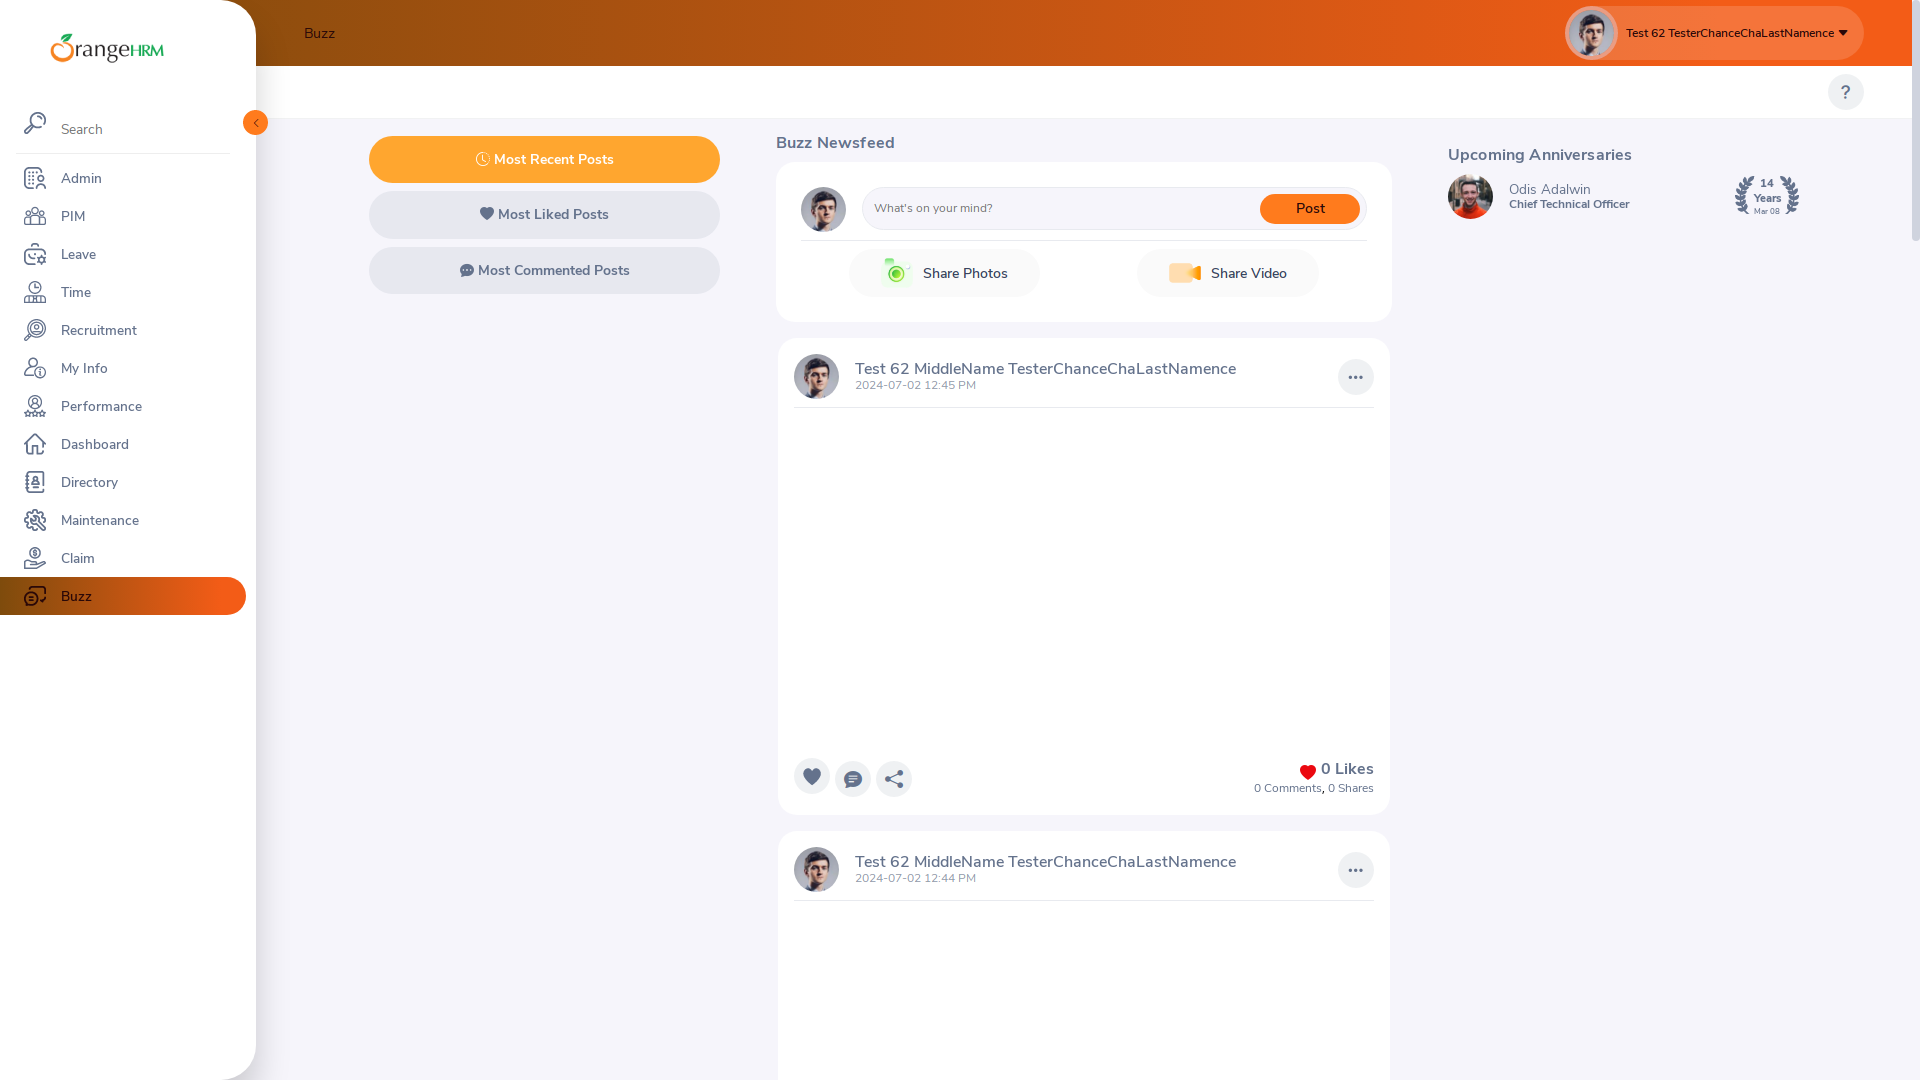 OrangeHRM
Buzz
Test 62 TesterChanceChaLastNamence
?
Search
Admin
PIM
Leave
Time
Recruitment
My Info
Performance
Dashboard
Directory
Maintenance
Claim
Buzz
Most Recent Posts
Most Liked Posts
Most Commented Posts
Buzz Newsfeed
What's on your mind?
Post
Share Photos
Share Video
Test 62 MiddleName TesterChanceChaLastNamence
2024-07-02 12:45 PM
0 Likes
0 Comments, 0 Shares
Test 62 MiddleName TesterChanceChaLastNamence
2024-07-02 12:44 PM
Upcoming Anniversaries
Odis Adalwin
Chief Technical Officer
14
Years
Mar 08